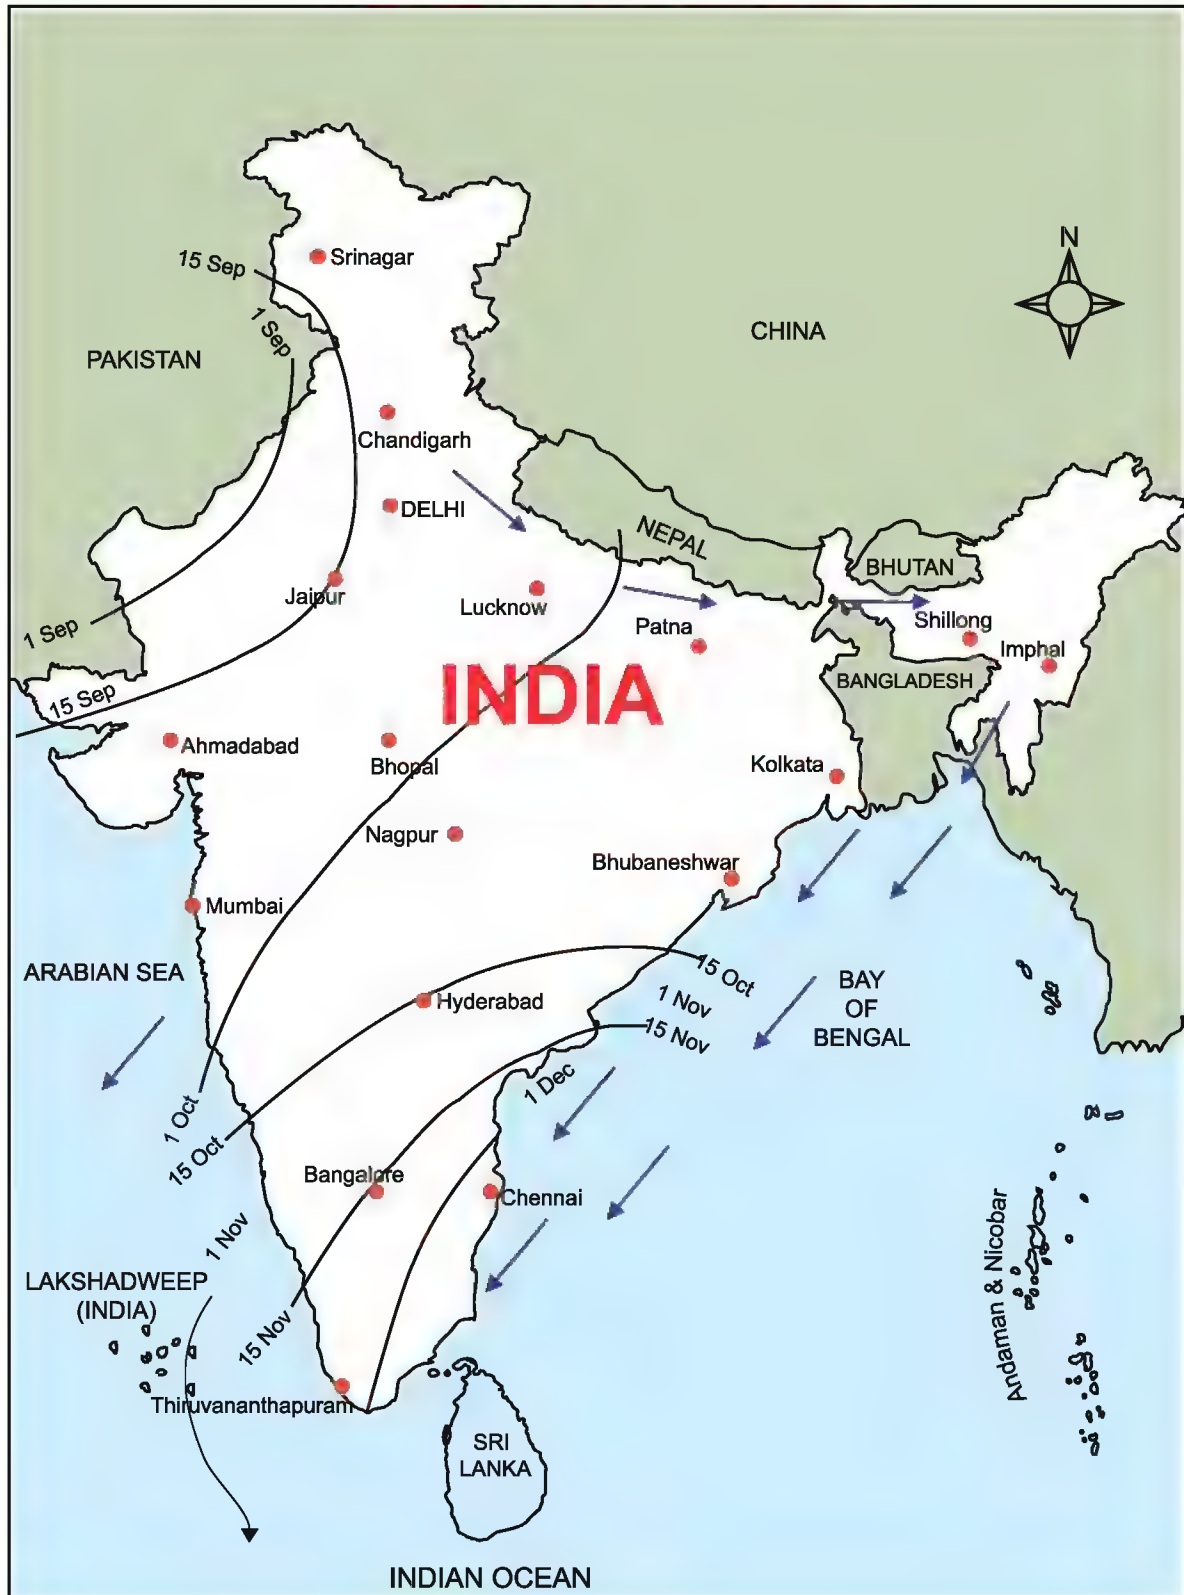 N
15 Sep
Srinagar
1 Sep
CHINA
PAKISTAN
Chandigarh
DELHI
NEPAL
BHUTAN
Jaipur
Lucknow
Shillong
1 Sep
Patna
Imphal
INDIA
BANGLADESH
15 Sep
Ahmadabad
Bhopal
Kolkata
Nagpur
Bhubaneshwar
Mumbai
ARABIAN SEA
15 Oct
BAY
OF
BENGAL
Hyderabad
1 Nov
15 Nov
1 Dec
1 Oct
15 Oct
Bangalore
Chennai
1 Nov
LAKSHADWEEP
(INDIA)
Andaman & Nicobar
15 Nov
Thiruvananthapuram
SRI
LANKA
INDIAN OCEAN